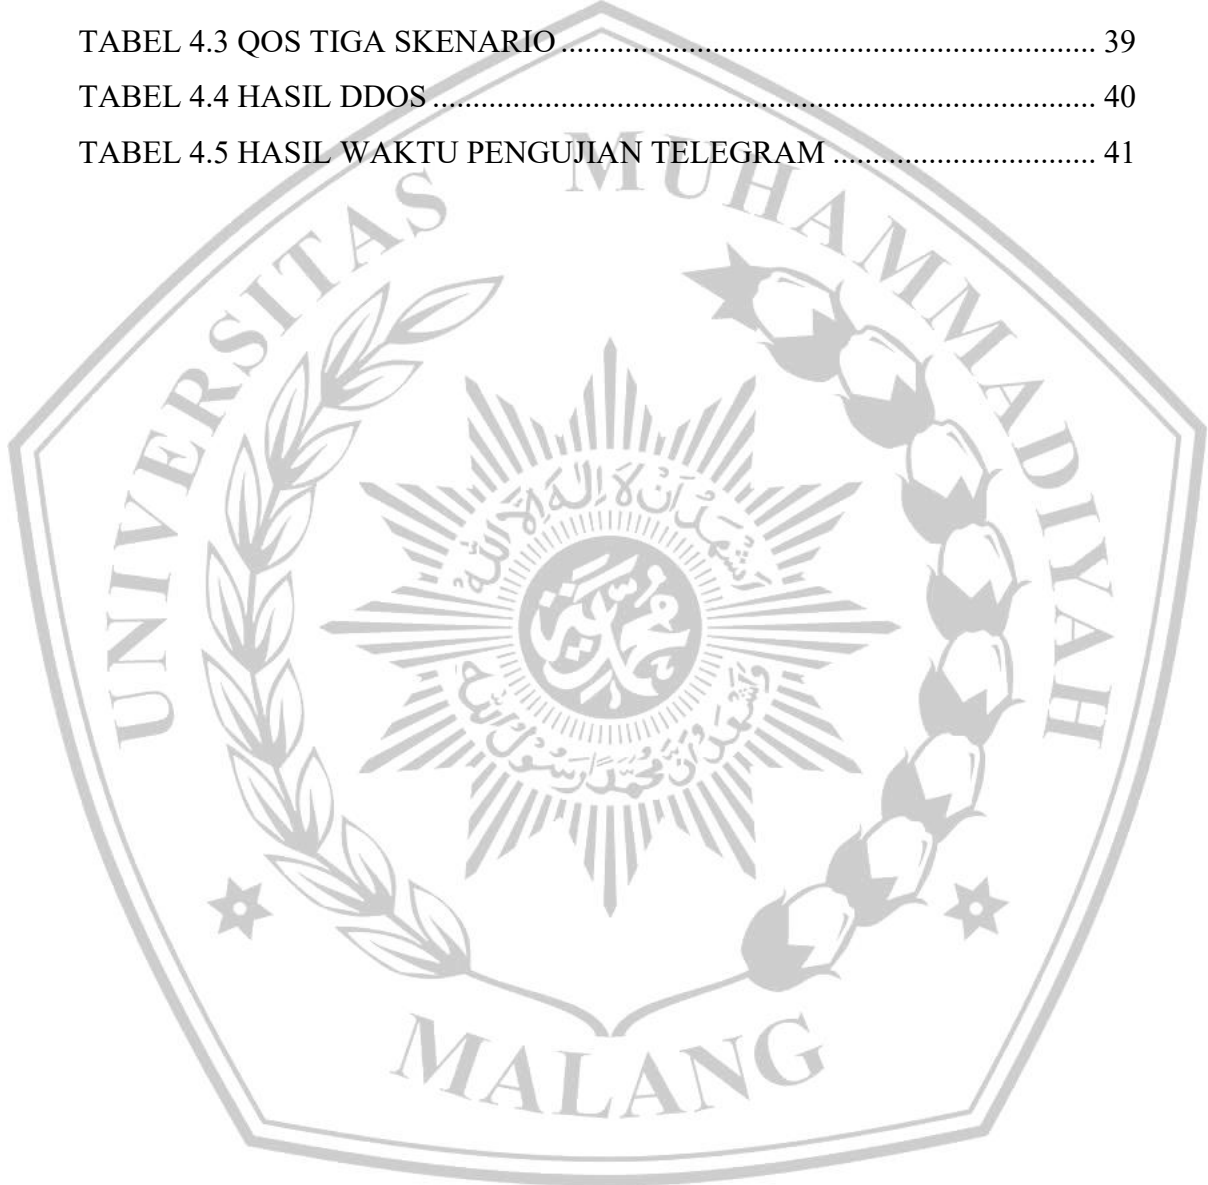 TABEL 4.3 QOS TIGA SKENARIO .................................................................... 39
TABEL 4.4 HASIL DDOS .................................................................................... 40
TABEL 4.5 HASIL WAKTU PENGUJIAN TELEGRAM ................................. 41
UNIVERSITAS MUHAMMADIYAH
MALANG